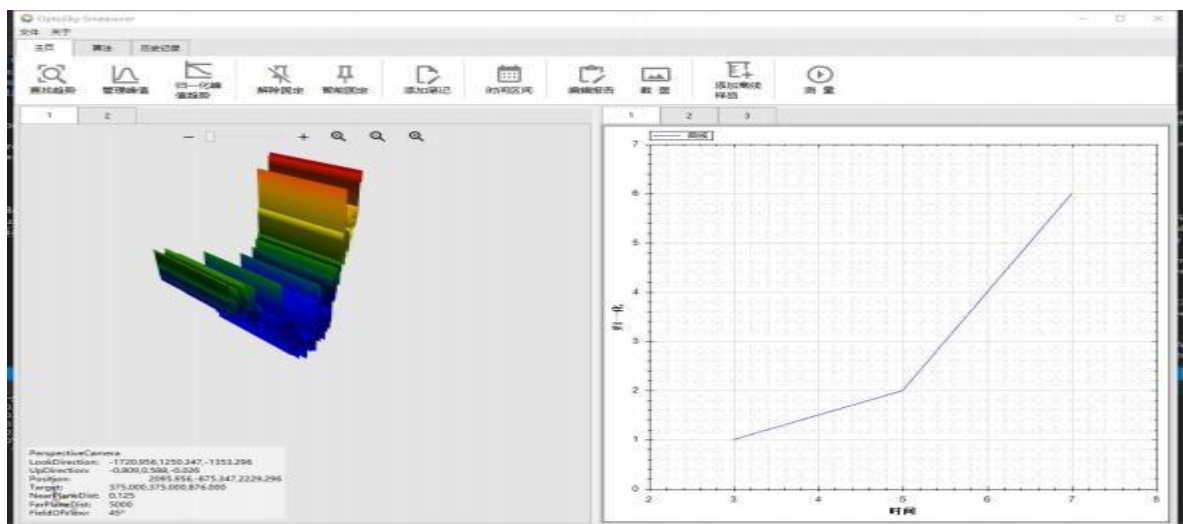 OptoSky Smeasurer
文件 关于
主页 算法 历史记录
查找趋势 管理峰值 归一化峰值趋势 解除固定 智能固定 添加笔记 时间区间 编辑报告 截图 添加离线样品 测量
1 2
1 2 3
PerspectiveCamera
LookDirection: -1720.956,1250.347,-1353.296
UpDirection: -0.809,0.588,-0.026
Position: 2095.956,-875.347,2229.296
Target: 375.000,375.000,876.000
NearPlaneDist: 0.125
FarPlaneDist: 5000
FieldOfView: 45°
曲线
7
6
5
4
3
2
1
0
归一化
2 3 4 5 6 7 8
时间